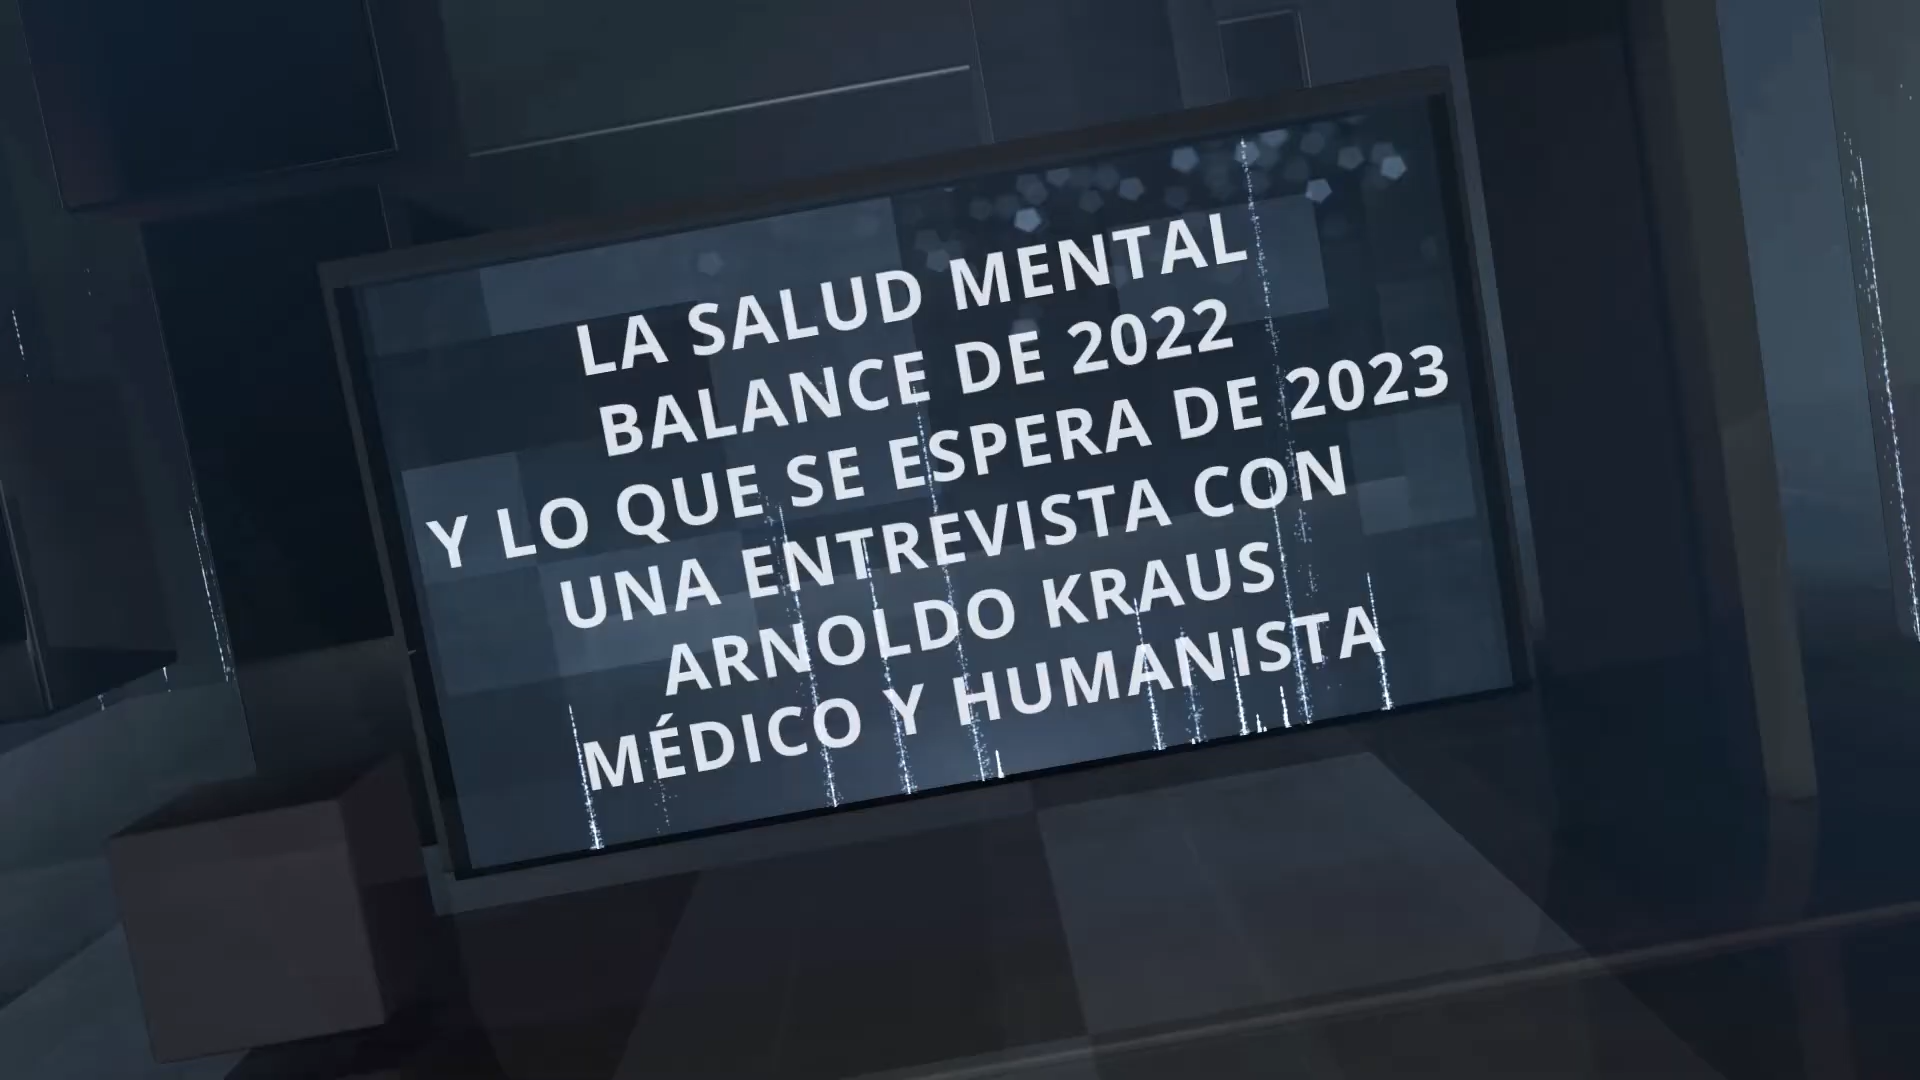 LA SALUD MENTAL
BALANCE DE 2022
Y LO QUE SE ESPERA DE 2023
UNA ENTREVISTA CON
ARNOLDO KRAUS
MÉDICO Y HUMANISTA